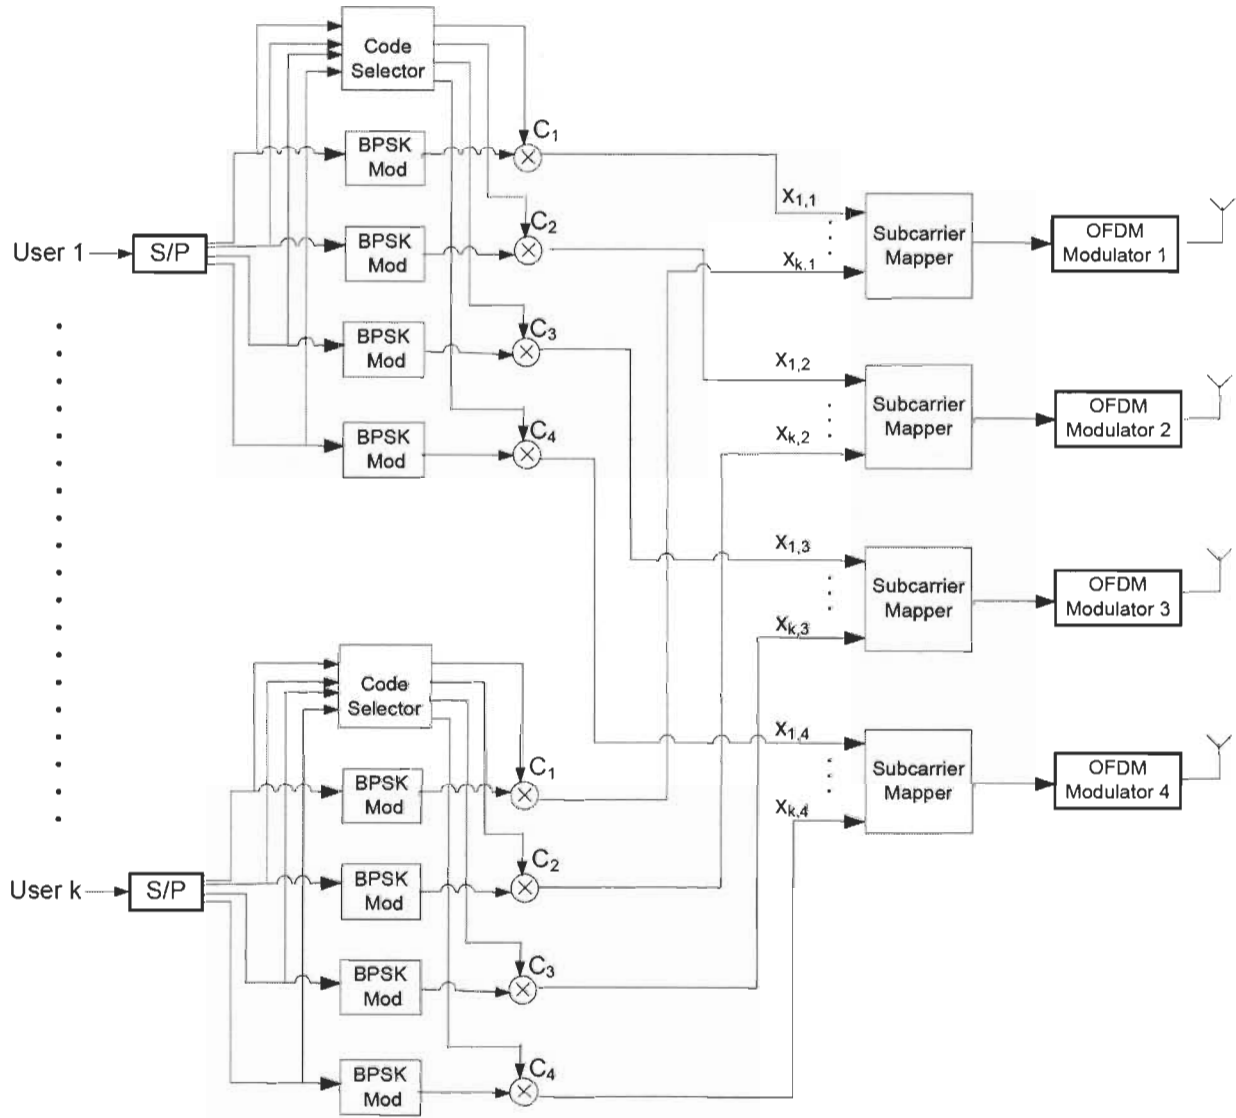 Code
Selector
C1
BPSK
Mod
X1,1
Subcarrier
Mapper
OFDM
Modulator 1
User 1
S/P
BPSK
Mod
C2
Xk,1
BPSK
Mod
C3
X1,2
Subcarrier
Mapper
OFDM
Modulator 2
BPSK
Mod
C4
Xk,2
X1,3
Subcarrier
Mapper
OFDM
Modulator 3
Xk,3
Code
Selector
C1
BPSK
Mod
X1,4
Subcarrier
Mapper
OFDM
Modulator 4
Xk,4
User k
S/P
BPSK
Mod
C2
BPSK
Mod
C3
BPSK
Mod
C4